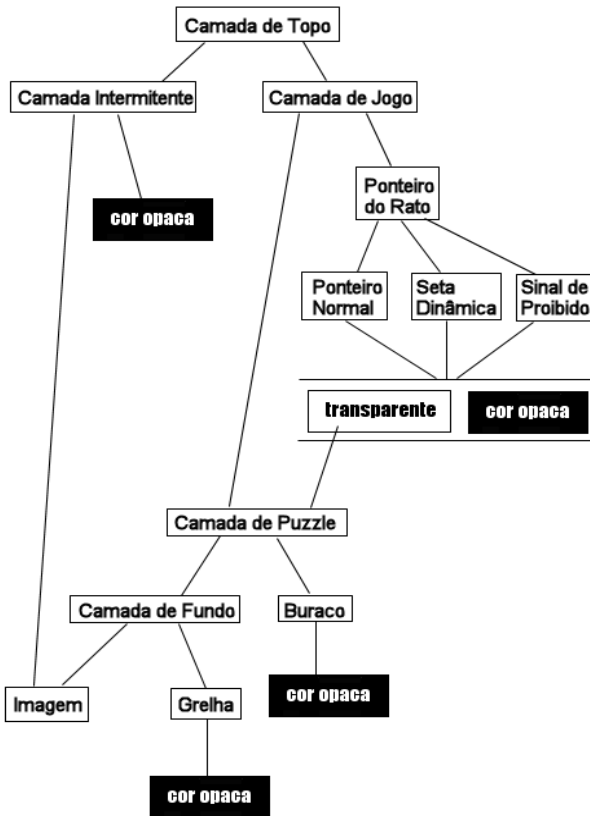 Camada de Topo
Camada Intermitente
Camada de Jogo
Ponteiro
do Rato
cor opaca
Ponteiro
Normal
Seta
Dinâmica
Sinal de
Proibido
transparente
cor opaca
Camada de Puzzle
Camada de Fundo
Buraco
Imagem
Grelha
cor opaca
cor opaca